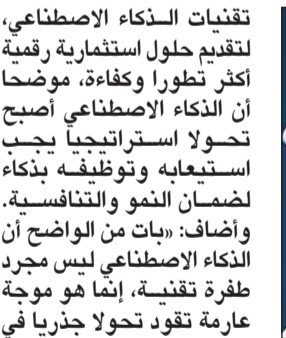 تقنيات الذكاء الاصطناعي،
لتقديم حلول استثمارية رقمية
أكثر تطورا وكفاءة، موضحا
أن الذكاء الاصطناعي أصبح
تحولا استراتيجيا يجب
استيعابه وتوظيفه بذكاء
لضمان النمو والتنافسية.
وأضاف: «بات من الواضح أن
الذكاء الاصطناعي ليس مجرد
طفرة تقنية، إنما هو موجة
عارمة تقود تحولا جذريا في